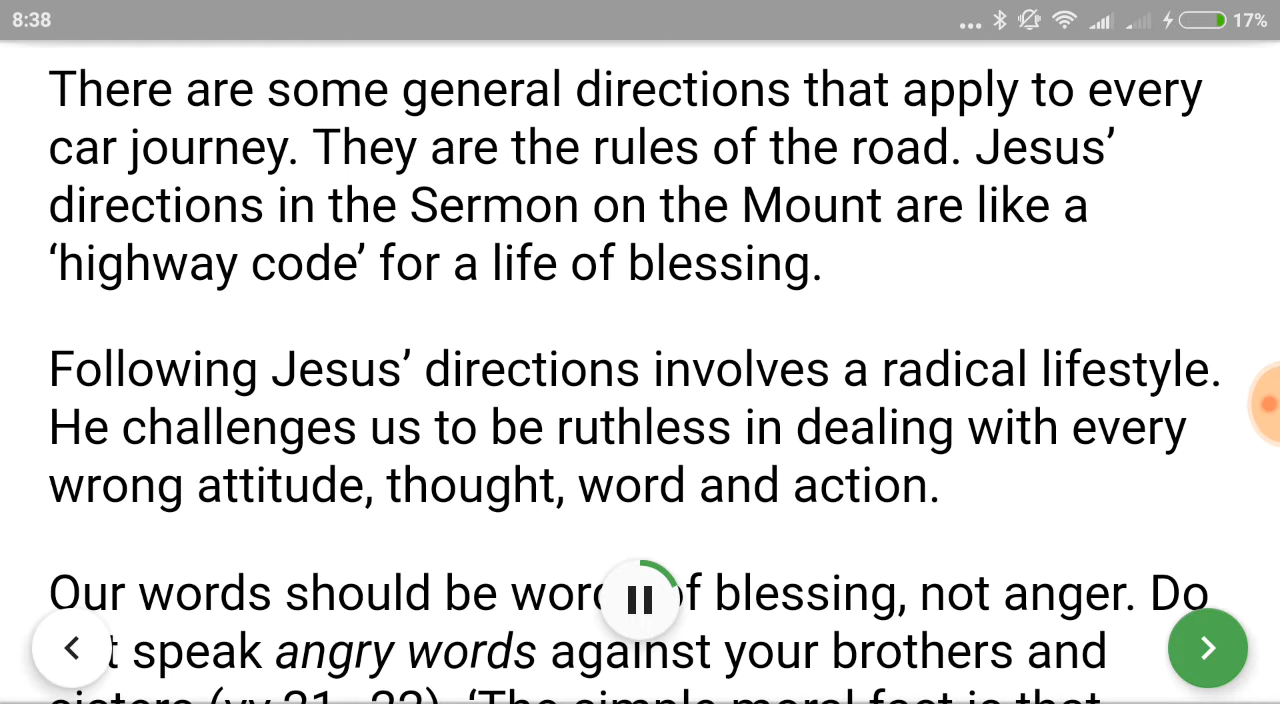 8:38
17%
There are some general directions that apply to every
car journey. They are the rules of the road. Jesus’
directions in the Sermon on the Mount are like a
‘highway code’ for a life of blessing.
Following Jesus’ directions involves a radical lifestyle.
He challenges us to be ruthless in dealing with every
wrong attitude, thought, word and action.
Our words should be of blessing, not anger. Do
speak angry words against your brothers and